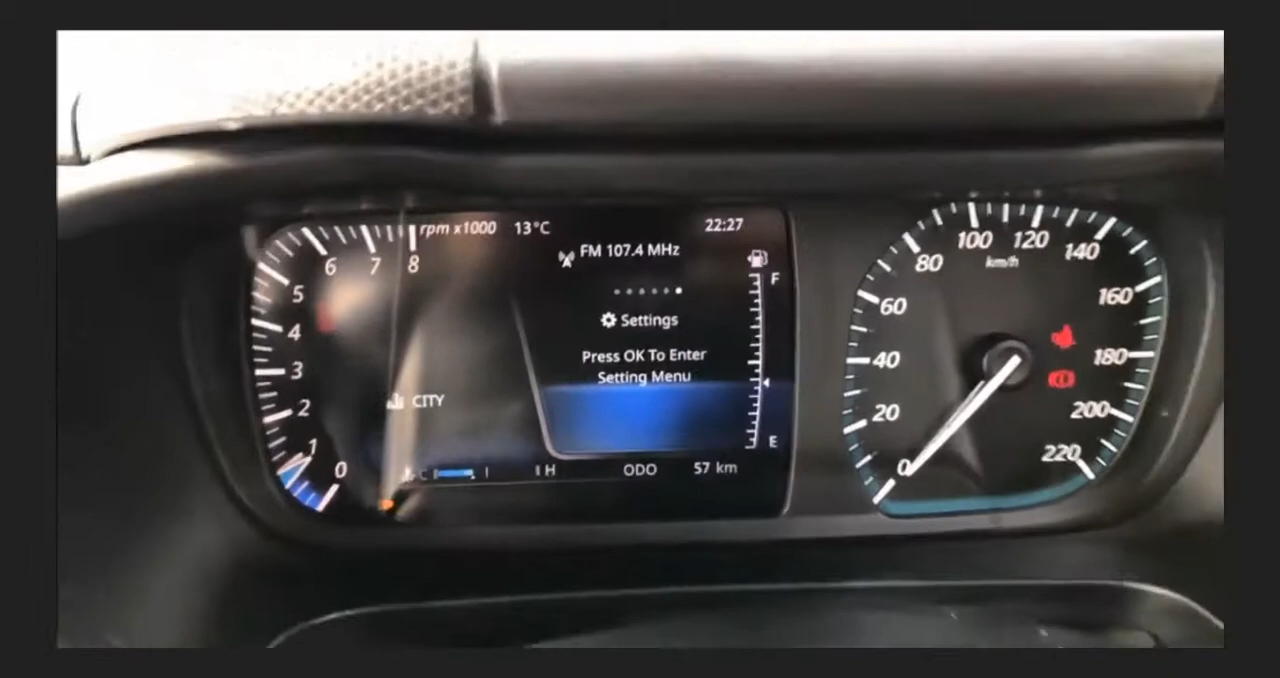 rpm x1000
13°C
22:27
FM 107.4 MHz
6
7
8
5
4
3
2
1
0
Settings
Press OK To Enter
Setting Menu
CITY
F
E
C
H
ODO
57 km
0
20
40
60
80
100
120
140
160
180
200
220
km/h